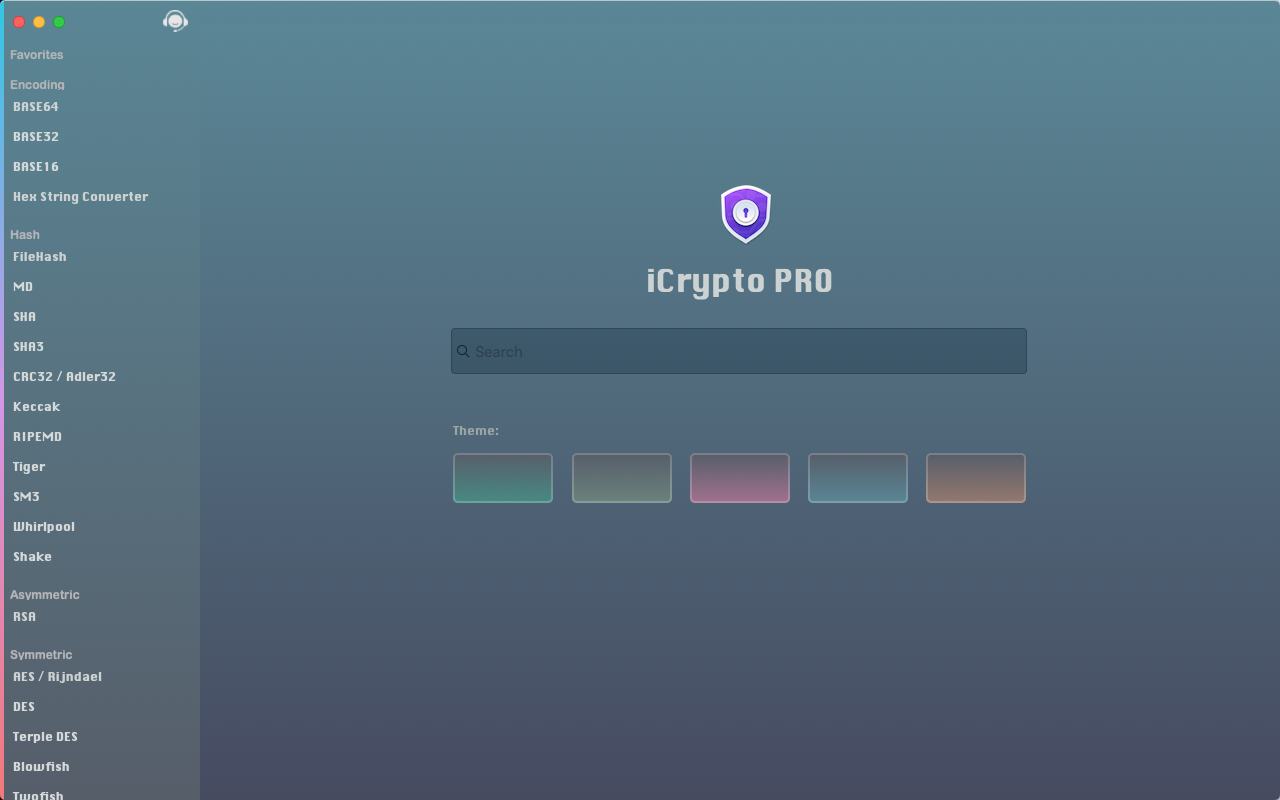 Favorites
Encoding
BASE64
BASE32
BASE16
Hex String Converter
Hash
FileHash
MD
SHA
SHA3
CRC32 / Adler32
Keccak
RIPEMD
Tiger
SM3
Whirlpool
Shake
Asymmetric
RSA
Symmetric
AES / Rijndael
DES
Terple DES
Blowfish
Twofish
iCrypto PRO
Search
Theme: